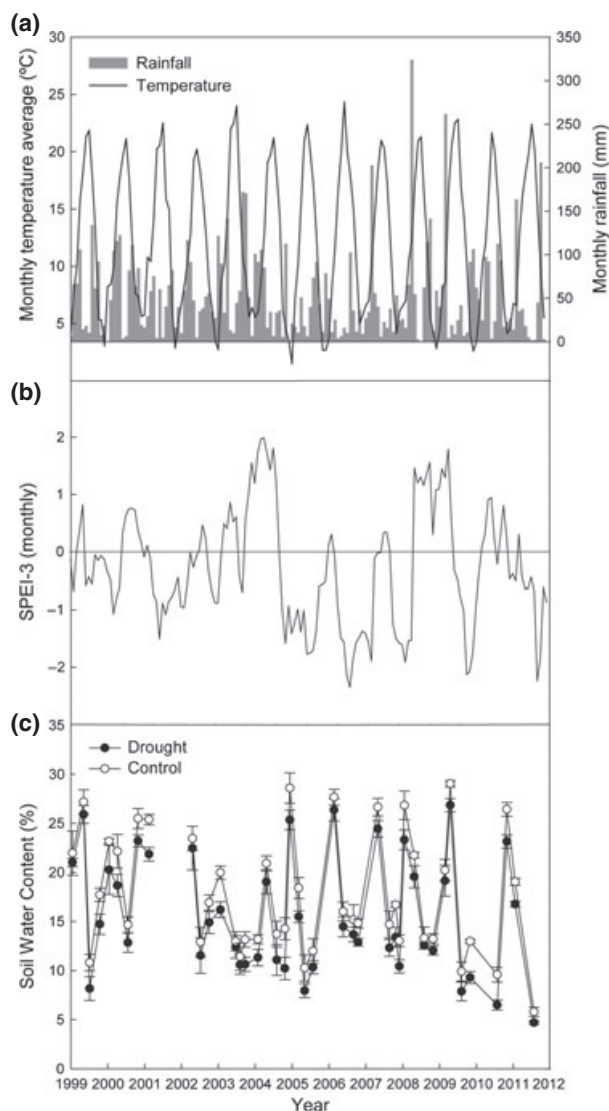 (a)
30
25
20
15
10
5
Monthly temperature average (ºC)
Rainfall
Temperature
350
300
250
200
150
100
50
0
Monthly rainfall (mm)
(b)
2
1
0
−1
−2
SPEI-3 (monthly)
(c)
35
30
25
20
15
10
5
0
Soil Water Content (%)
Drought
Control
1999 2000 2001 2002 2003 2004 2005 2006 2007 2008 2009 2010 2011 2012
Year